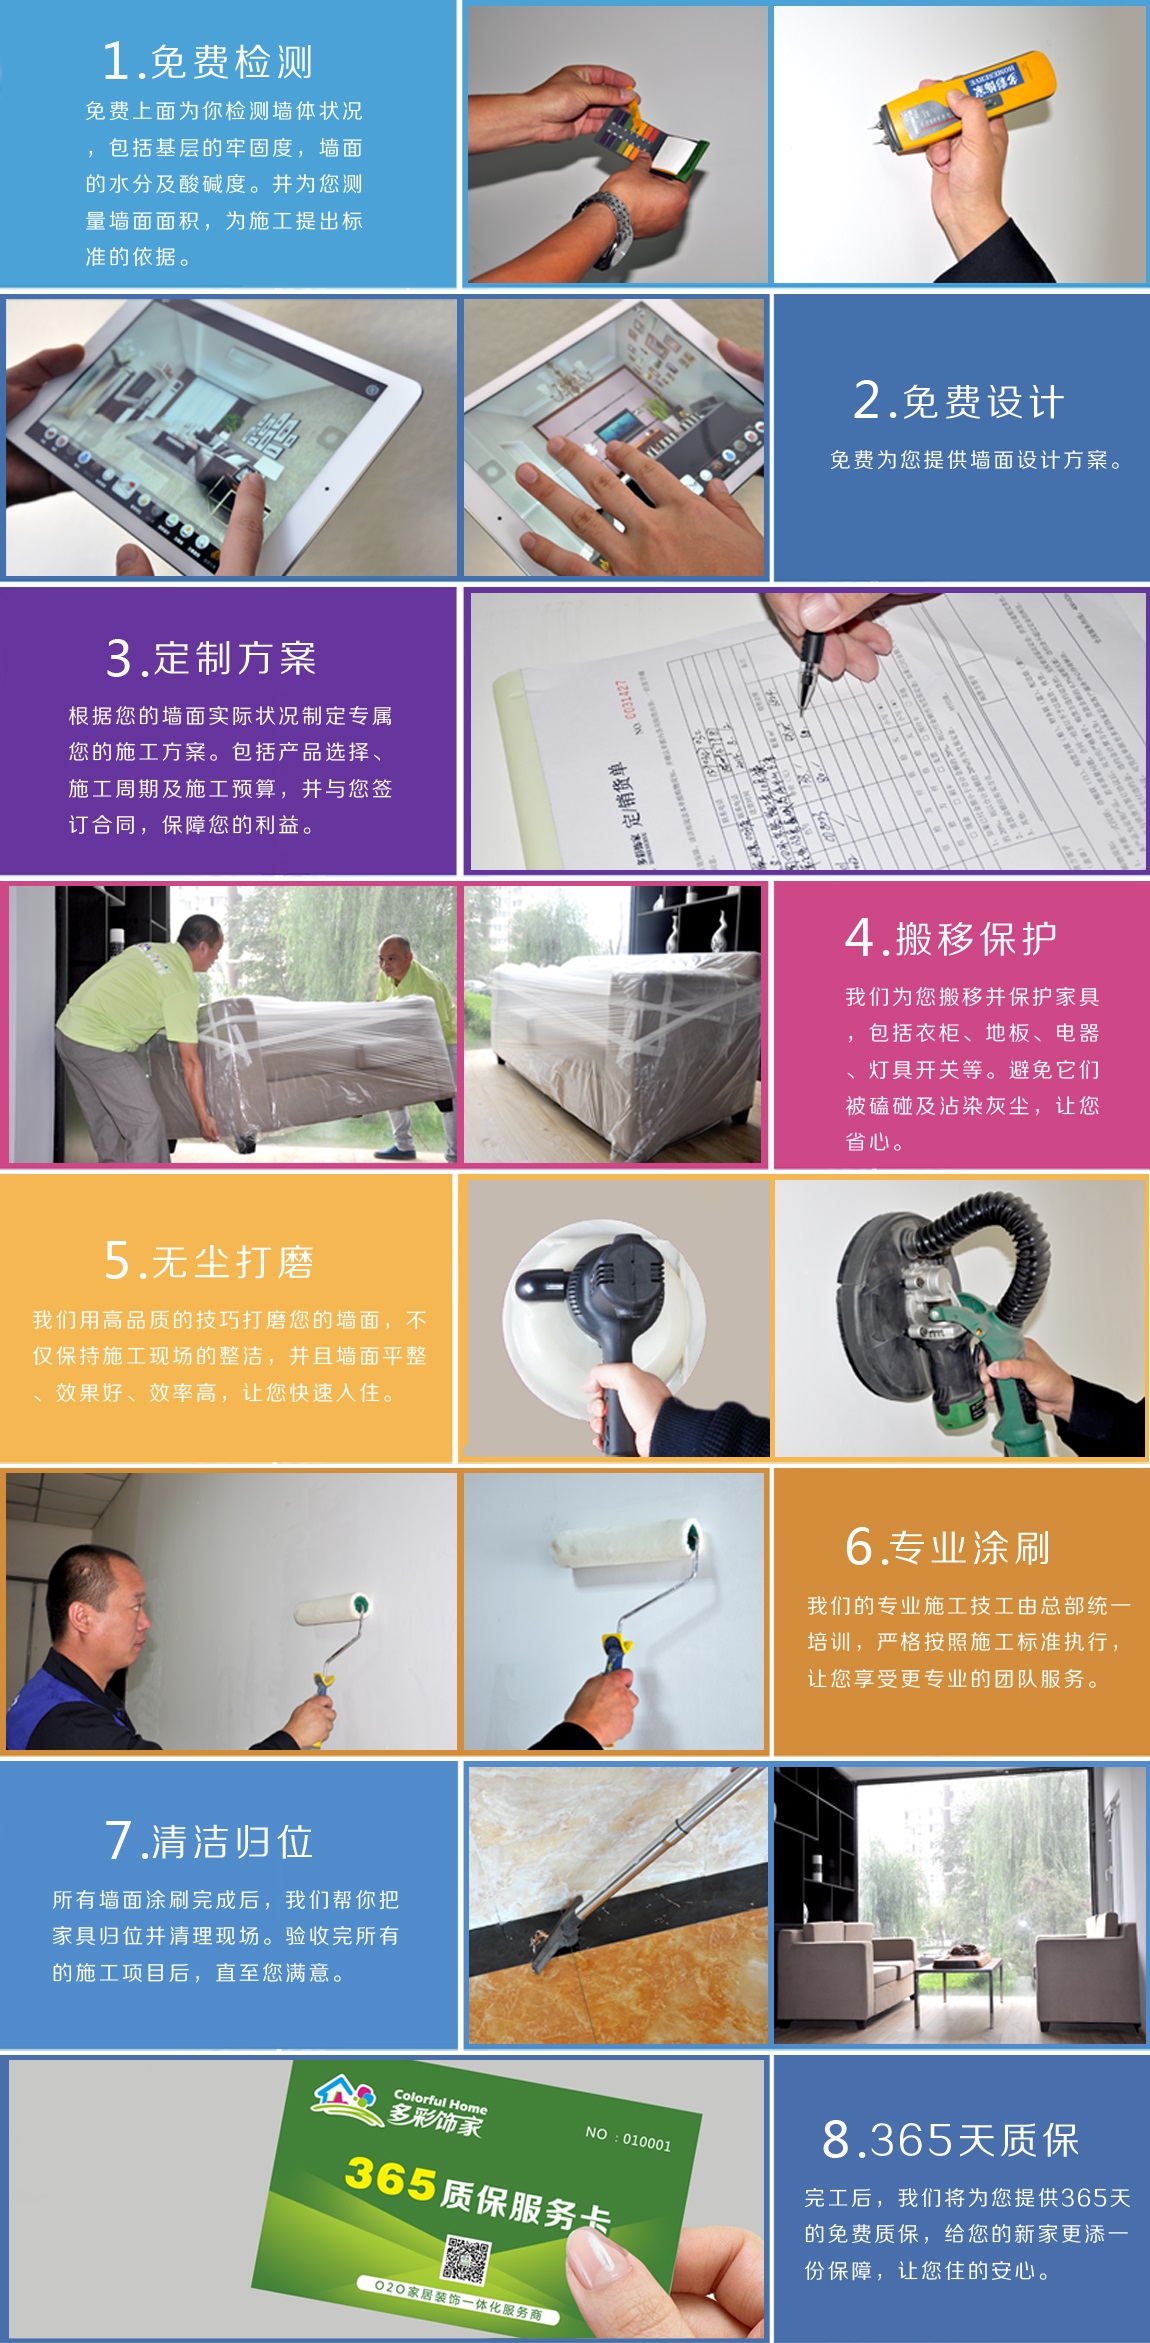 1.免费检测
免费上面为你检测墙体状况
，包括基层的牢固度，墙面
的水分及酸碱度。并为您测
量墙面面积，为施工提出标
准的依据。
多彩饰家
HOMESERVE
2.免费设计
免费为您提供墙面设计方案。
3.定制方案
根据您的墙面实际状况制定专属
您的施工方案。包括产品选择、
施工周期及施工预算，并与您签
订合同，保障您的利益。
NO 0031427
多彩饰家 定/销货单
4.搬移保护
我们为您搬移并保护家具
，包括衣柜、地板、电器
、灯具开关等。避免它们
被磕碰及沾染灰尘，让您
省心。
5.无尘打磨
我们用高品质的技巧打磨您的墙面，不
仅保持施工现场的整洁，并且墙面平整
、效果好、效率高，让您快速入住。
6.专业涂刷
我们的专业施工技工由总部统一
培训，严格按照施工标准执行，
让您享受更专业的团队服务。
7.清洁归位
所有墙面涂刷完成后，我们帮你把
家具归位并清理现场。验收完所有
的施工项目后，直至您满意。
Colorful Home
多彩饰家
NO：010001
365质保服务卡
O2O家居装饰一体化服务商
8.365天质保
完工后，我们将为您提供365天
的免费质保，给您的新家更添一
份保障，让您住的安心。